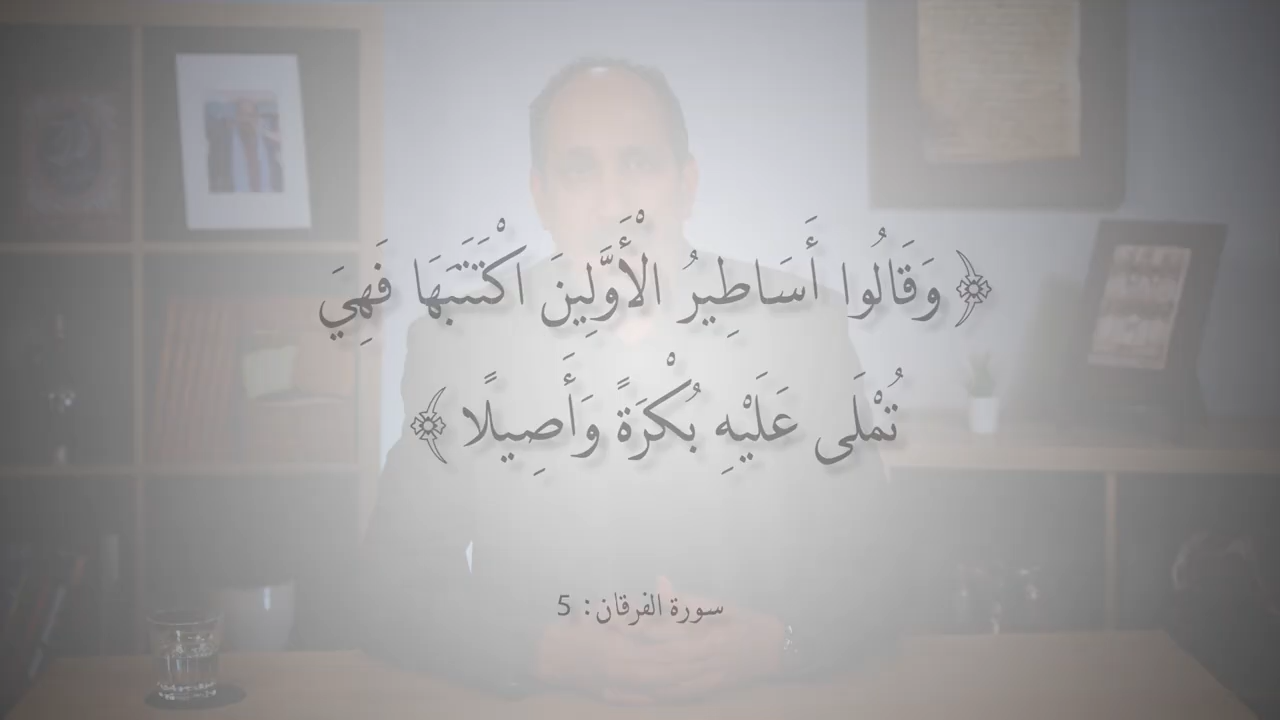 ﴿ وَقَالُوا أَسَاطِيرُ الْأَوَّلِينَ اكْتَتَبَهَا فَهِيَ
تُمْلَى عَلَيْهِ بُكْرَةً وَأَصِيلًا ﴾
سورة الفرقان: 5